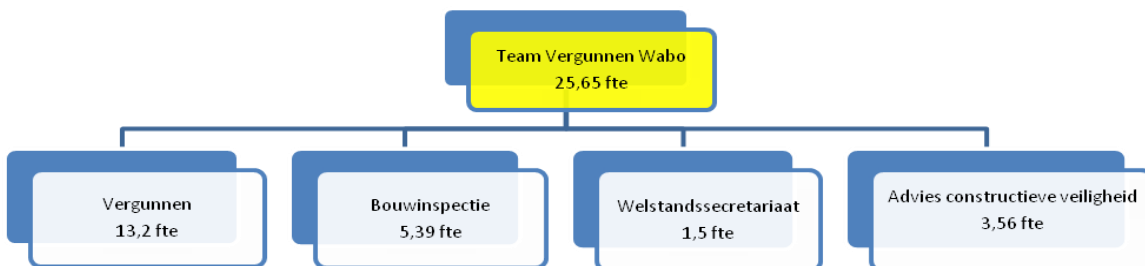 Team Vergunnen Wabo
25,65 fte
Vergunnen
13,2 fte
Bouwinspectie
5,39 fte
Welstandssecretariaat
1,5 fte
Advies constructieve veiligheid
3,56 fte